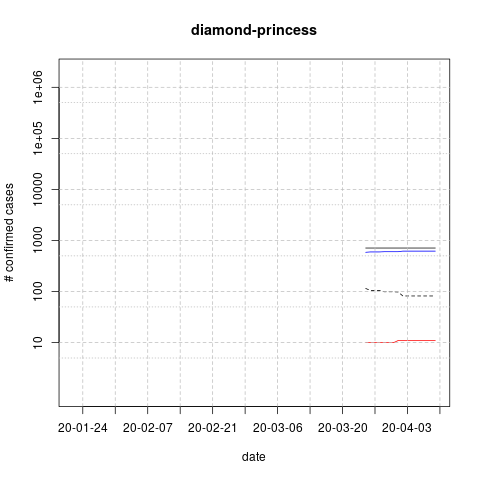 diamond-princess
1e+06
1e+05
10000
1000
100
10
# confirmed cases
20-01-24 20-02-07 20-02-21 20-03-06 20-03-20 20-04-03
date